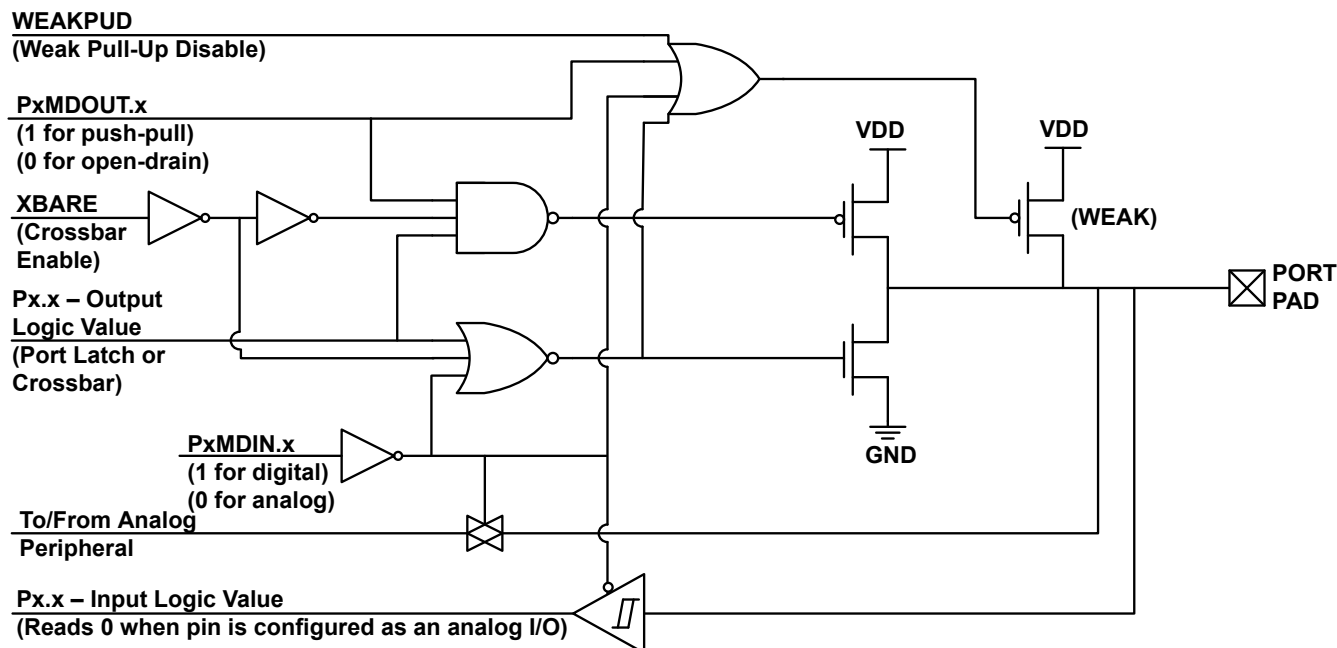 WEAKPUD
(Weak Pull-Up Disable)
PxMDOUT.x
(1 for push-pull)
(0 for open-drain)
XBARE
(Crossbar
Enable)
Px.x – Output
Logic Value
(Port Latch or
Crossbar)
PxMDIN.x
(1 for digital)
(0 for analog)
To/From Analog
Peripheral
Px.x – Input Logic Value
(Reads 0 when pin is configured as an analog I/O)
VDD
VDD
(WEAK)
PORT
PAD
GND